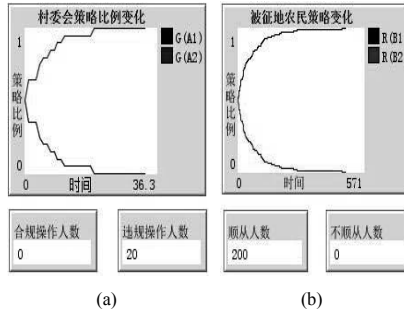 村委会策略比例变化
1
策略比例
0
0
时间
36.3
G(A1)
G(A2)
被征地农民策略变化
1
策略比例
0
0
时间
571
R(B1
R(B2
合规操作人数
0
违规操作人数
20
顺从人数
200
不顺从人数
0
(a)
(b)